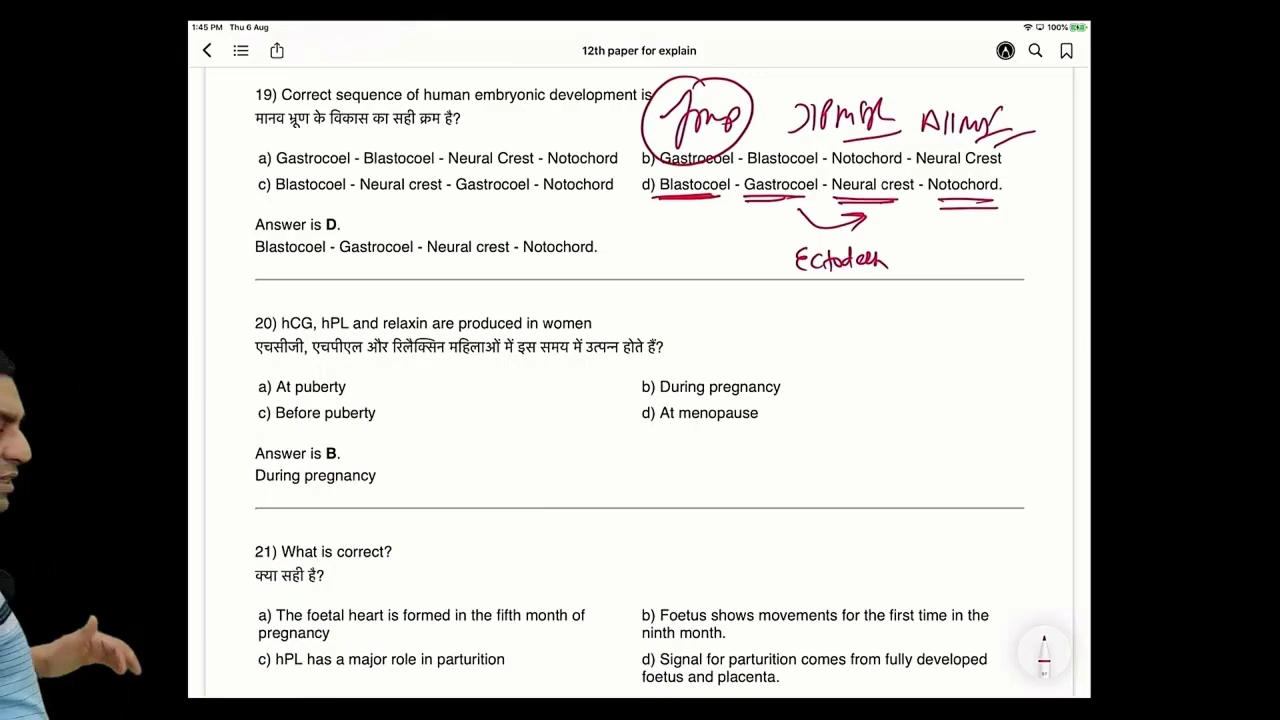 1:45 PM Thu 6 Aug
100%
12th paper for explain
19) Correct sequence of human embryonic development is
मानव भ्रूण के विकास का सही क्रम है?
a) Gastrocoel - Blastocoel - Neural Crest - Notochord
b) Gastrocoel - Blastocoel - Notochord - Neural Crest
c) Blastocoel - Neural crest - Gastrocoel - Notochord
d) Blastocoel - Gastrocoel - Neural crest - Notochord.
Answer is D.
Blastocoel - Gastrocoel - Neural crest - Notochord.
20) hCG, hPL and relaxin are produced in women
एचसीजी, एचपीएल और रिलैक्सिन महिलाओं में इस समय में उत्पन्न होते हैं?
a) At puberty
b) During pregnancy
c) Before puberty
d) At menopause
Answer is B.
During pregnancy
21) What is correct?
क्या सही है?
a) The foetal heart is formed in the fifth month of
pregnancy
b) Foetus shows movements for the first time in the
ninth month.
c) hPL has a major role in parturition
d) Signal for parturition comes from fully developed
foetus and placenta.